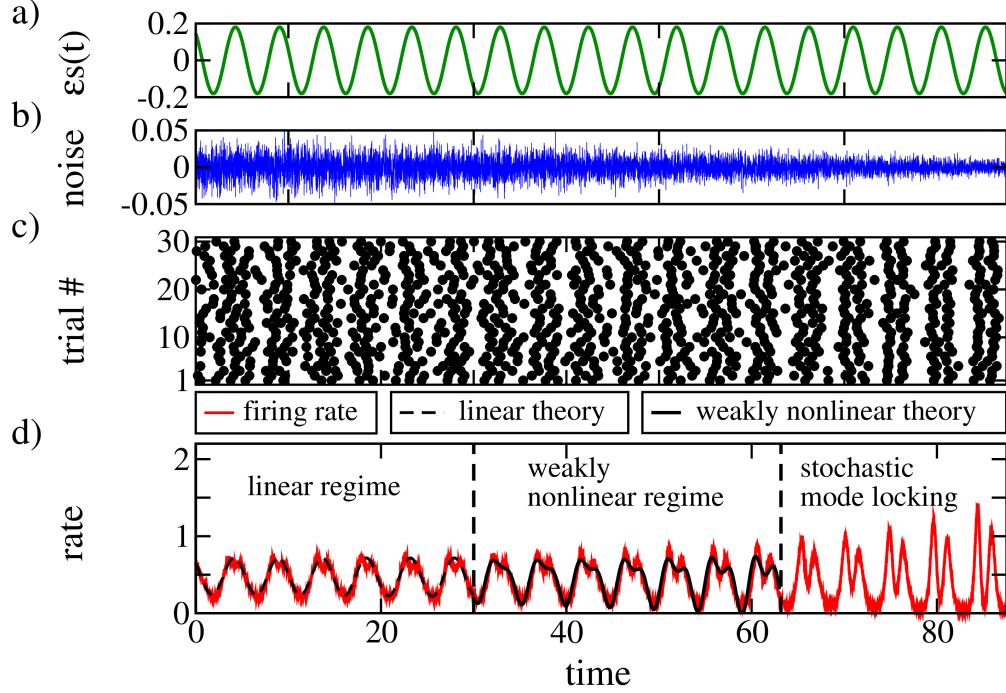 a)
εs(t)
0.2
0
-0.2
b)
noise
0.05
0
-0.05
c)
trial #
30
20
10
1
firing rate
linear theory
weakly nonlinear theory
d)
rate
2
1
0
linear regime
weakly
nonlinear regime
stochastic
mode locking
0 20 40 60 80
time